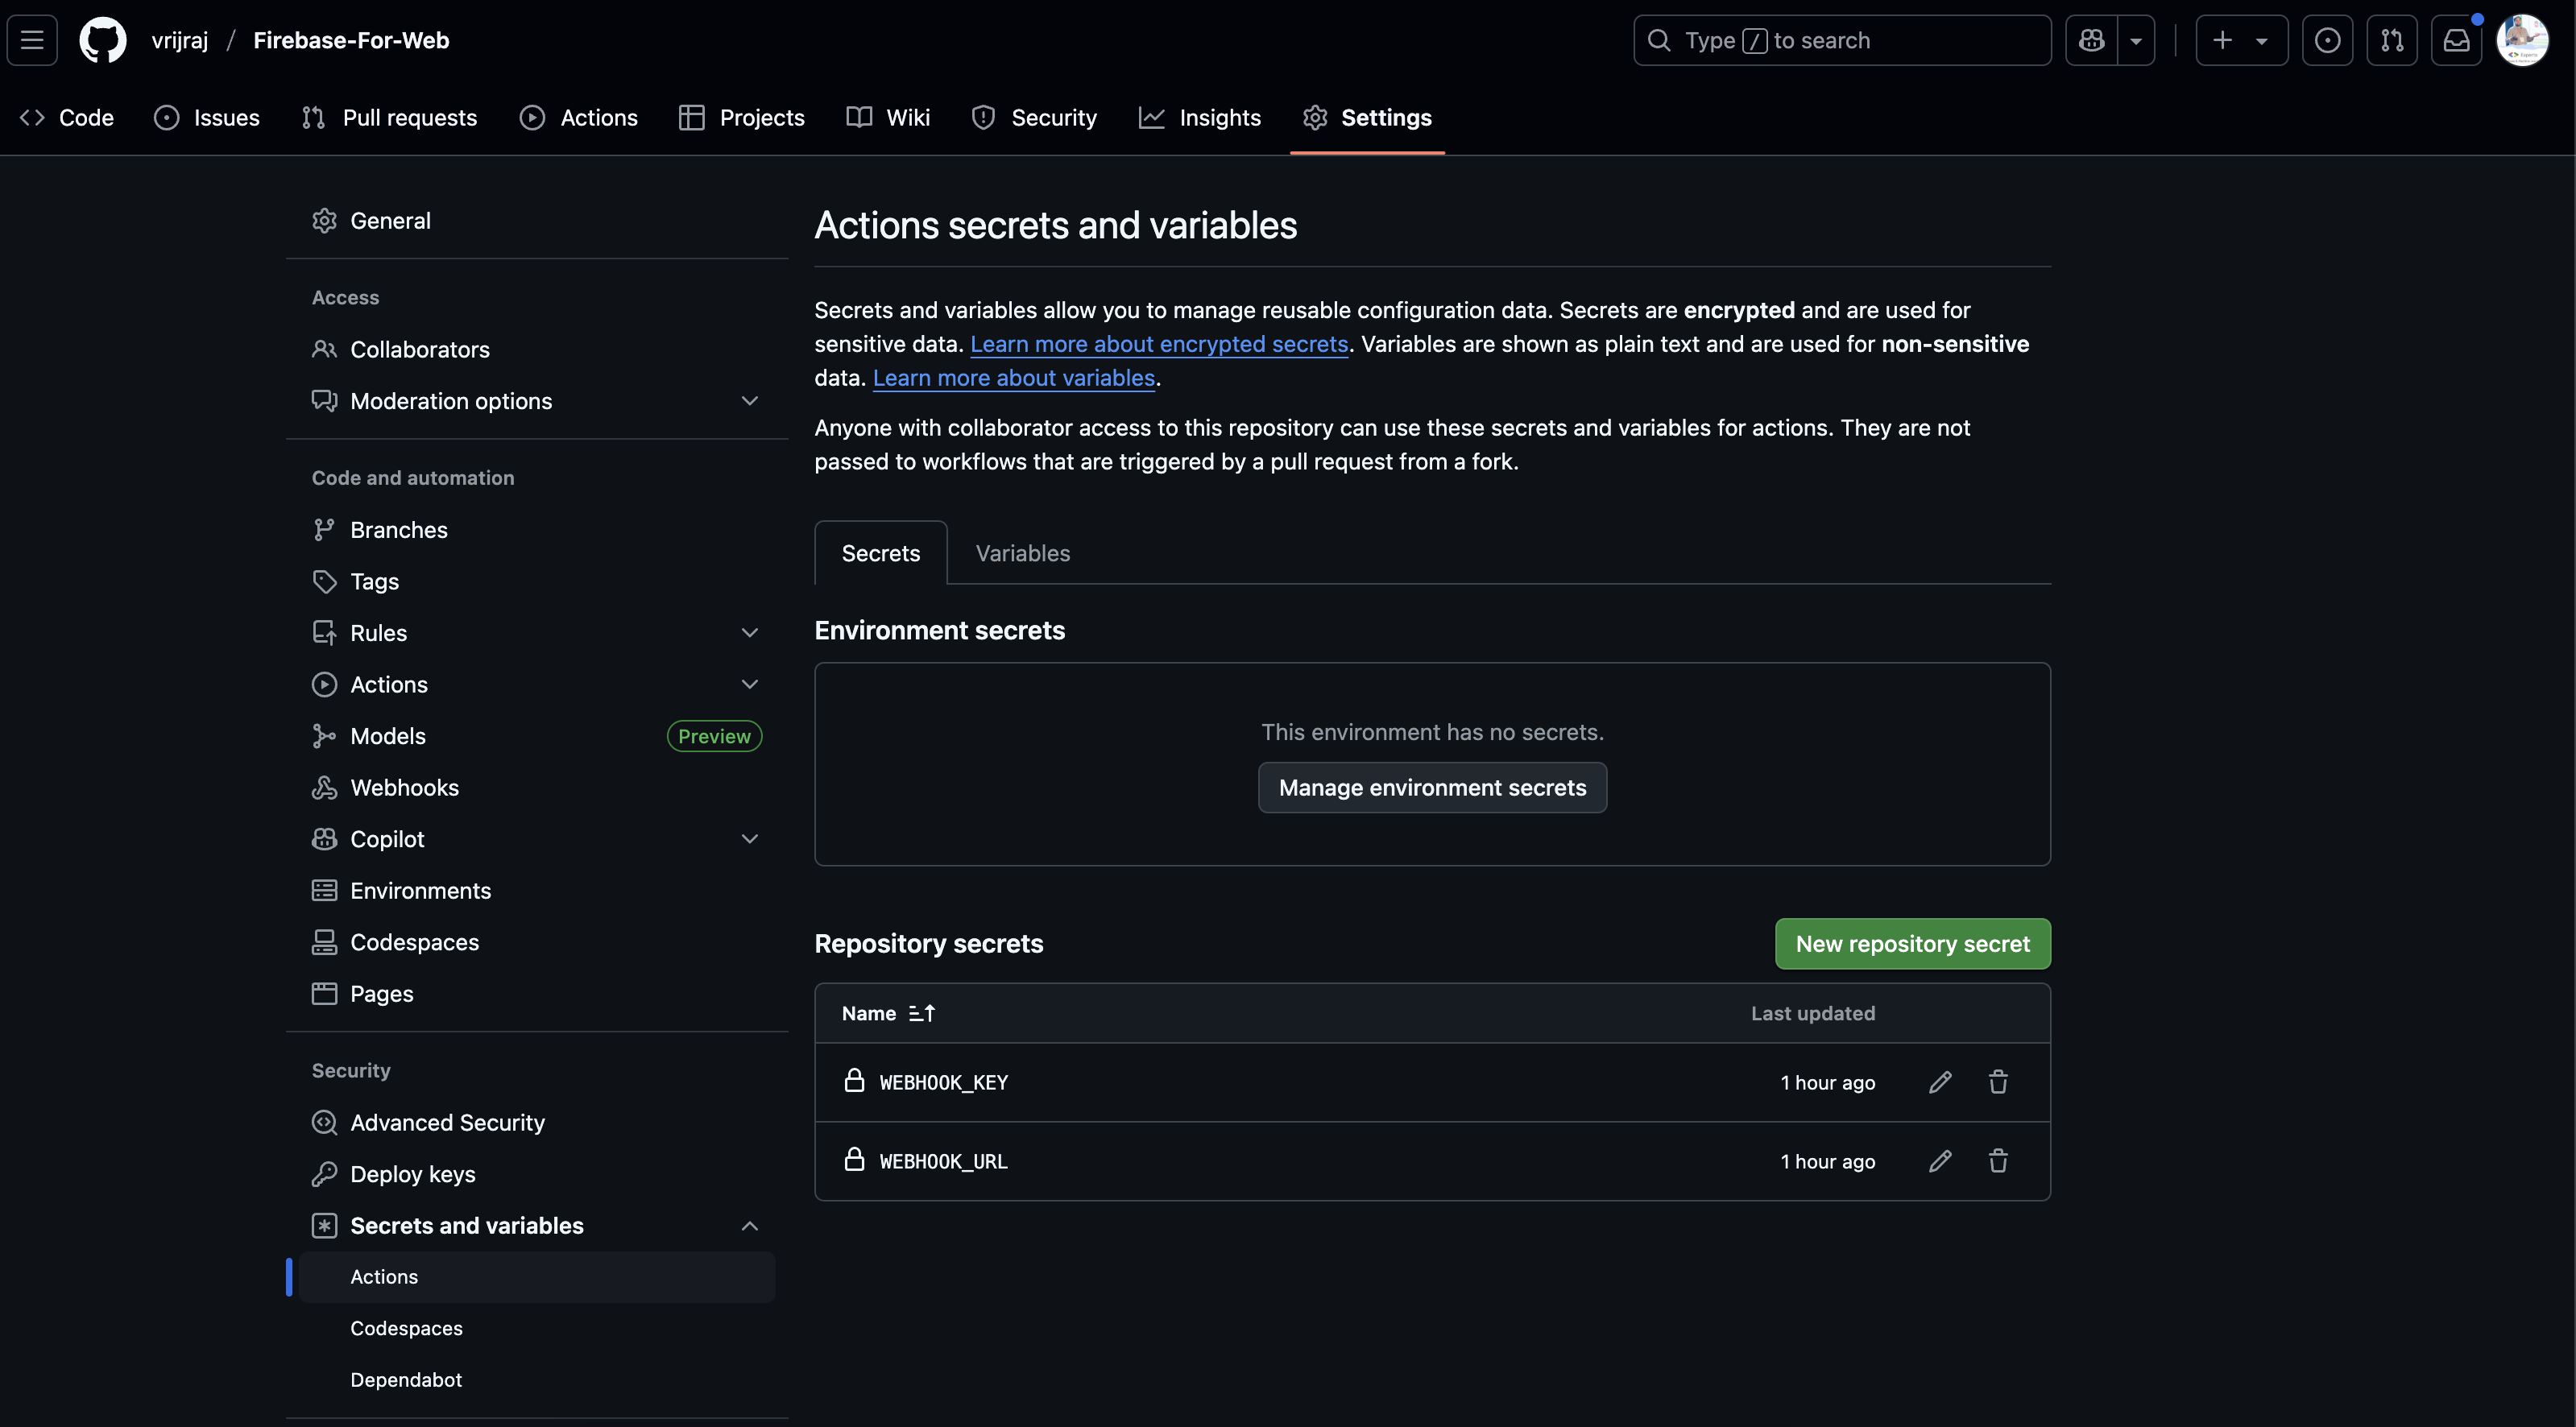 vrijraj / Firebase-For-Web
Type / to search
Code
Issues
Pull requests
Actions
Projects
Wiki
Security
Insights
Settings
General
Access
Collaborators
Moderation options
Code and automation
Branches
Tags
Rules
Actions
Models Preview
Webhooks
Copilot
Environments
Codespaces
Pages
Security
Advanced Security
Deploy keys
Secrets and variables
Actions
Codespaces
Dependabot
Actions secrets and variables
Secrets and variables allow you to manage reusable configuration data. Secrets are encrypted and are used for
sensitive data. Learn more about encrypted secrets. Variables are shown as plain text and are used for non-sensitive
data. Learn more about variables.
Anyone with collaborator access to this repository can use these secrets and variables for actions. They are not
passed to workflows that are triggered by a pull request from a fork.
Secrets Variables
Environment secrets
This environment has no secrets.
Manage environment secrets
Repository secrets New repository secret
Name Last updated
WEBHOOK_KEY 1 hour ago
WEBHOOK_URL 1 hour ago